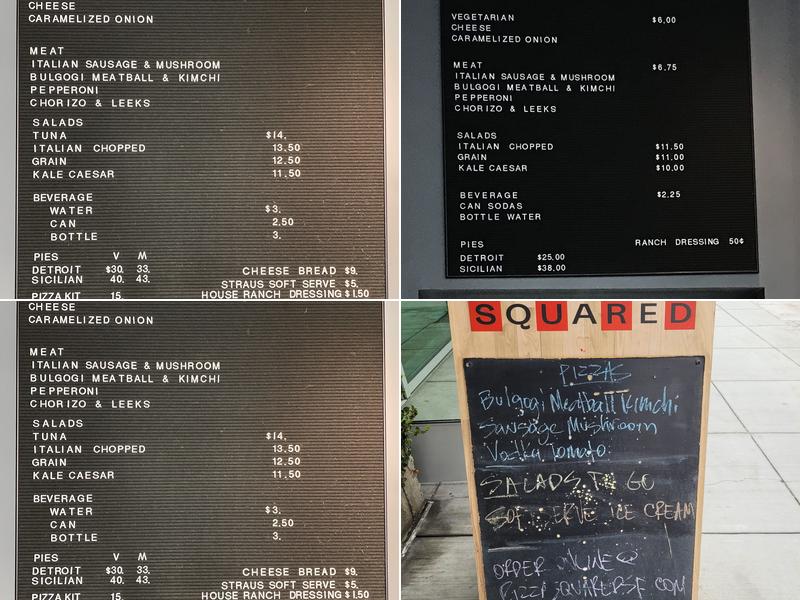 CHEESE
CARAMELIZED ONION
MEAT
ITALIAN SAUSAGE & MUSHROOM
BULGOGI MEATBALL & KIMCHI
PEPPERONI
CHORIZO & LEEKS
SALADS
TUNA $14.
ITALIAN CHOPPED 13.50
GRAIN 12.50
KALE CAESAR 11.50
BEVERAGE
WATER $3.
CAN 2.50
BOTTLE 3.
PIES V M
DETROIT $30. 33. CHEESE BREAD $9.
SICILIAN 40. 43. STRAUS SOFT SERVE $5.
PIZZA KIT 15. HOUSE RANCH DRESSING $1.50
VEGETARIAN $6.00
CHEESE
CARAMELIZED ONION
MEAT $6.75
ITALIAN SAUSAGE & MUSHROOM
BULGOGI MEATBALL & KIMCHI
PEPPERONI
CHORIZO & LEEKS
SALADS
ITALIAN CHOPPED $11.50
GRAIN $11.00
KALE CAESAR $10.00
BEVERAGE $2.25
CAN SODAS
BOTTLE WATER
PIES RANCH DRESSING 50¢
DETROIT $25.00
SICILIAN $38.00
CHEESE
CARAMELIZED ONION
MEAT
ITALIAN SAUSAGE & MUSHROOM
BULGOGI MEATBALL & KIMCHI
PEPPERONI
CHORIZO & LEEKS
SALADS
TUNA $14.
ITALIAN CHOPPED 13.50
GRAIN 12.50
KALE CAESAR 11.50
BEVERAGE
WATER $3.
CAN 2.50
BOTTLE 3.
PIES V M
DETROIT $30. 33. CHEESE BREAD $9.
SICILIAN 40. 43. STRAUS SOFT SERVE $5.
PIZZA KIT 15. HOUSE RANCH DRESSING $1.50
SQUARED
PIZZAS
Bulgogi Meatball Kimchi
Sausage Mushroom
Vodka Tomato
SALADS TO GO
SOFT SERVE ICE CREAM
ORDER ONLINE @
PIZZASQUAREDSF.COM